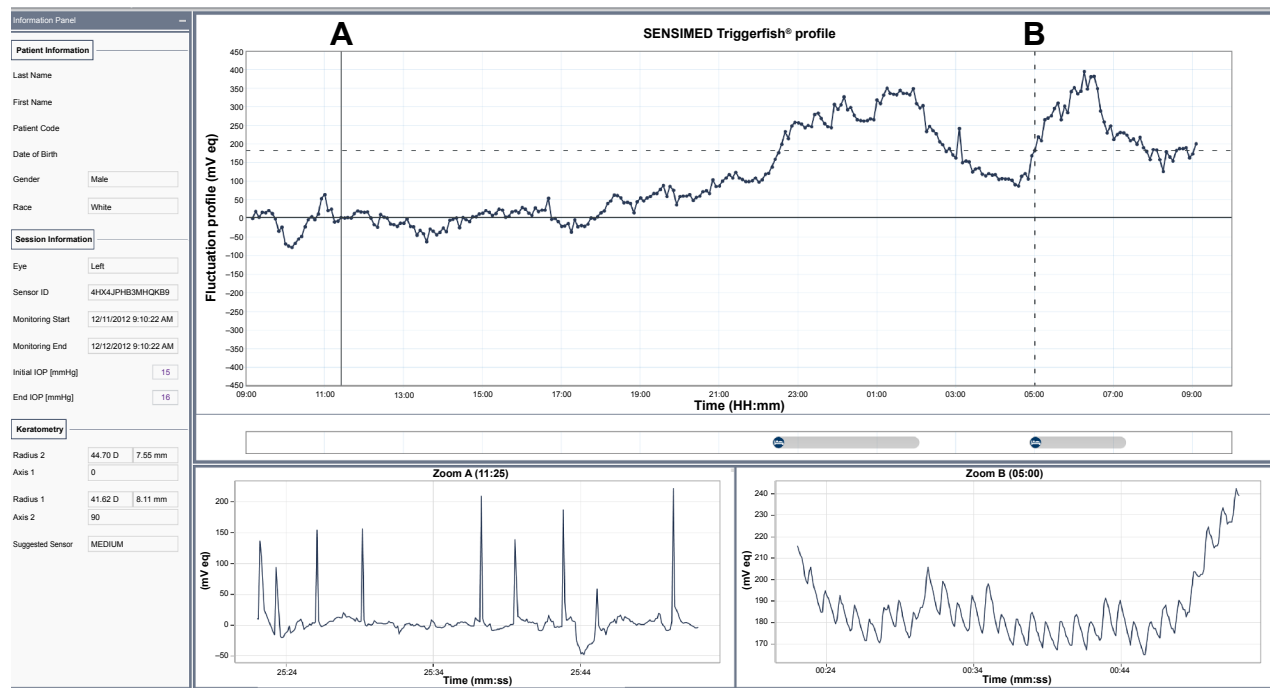 Information Panel
Patient Information
Last Name
First Name
Patient Code
Date of Birth
Gender Male
Race White
Session Information
Eye Left
Sensor ID 4HX4JPHB3MHQKB9
Monitoring Start 12/11/2012 9:10:22 AM
Monitoring End 12/12/2012 9:10:22 AM
Initial IOP [mmHg] 15
End IOP [mmHg] 16
Keratometry
Radius 2 44.70 D 7.55 mm
Axis 1 0
Radius 1 41.62 D 8.11 mm
Axis 2 90
Suggested Sensor MEDIUM
A
B
SENSIMED Triggerfish® profile
Fluctuation profile (mV eq)
450
400
350
300
250
200
150
100
50
0
–50
–100
–150
–200
–250
–300
–350
–400
–450
09:00 11:00 13:00 15:00 17:00 19:00 21:00 23:00 01:00 03:00 05:00 07:00 09:00
Time (HH:mm)
Zoom A (11:25)
(mV eq)
200
150
100
50
0
–50
25:24 25:34 25:44
Time (mm:ss)
Zoom B (05:00)
(mV eq)
240
230
220
210
200
190
180
170
00:24 00:34 00:44
Time (mm:ss)